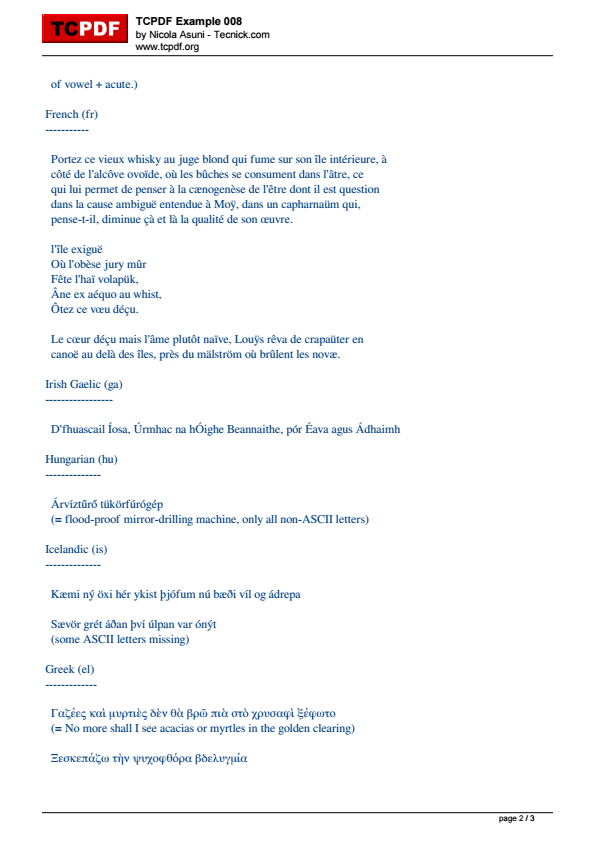 TCPDF
TCPDF Example 008
by Nicola Asuni - Tecnick.com
www.tcpdf.org
of vowel + acute.)
French (fr)
-----------
Portez ce vieux whisky au juge blond qui fume sur son île intérieure, à
côté de l'alcôve ovoïde, où les bûches se consument dans l'âtre, ce
qui lui permet de penser à la cænogenèse de l'être dont il est question
dans la cause ambiguë entendue à Moÿ, dans un capharnaüm qui,
pense-t-il, diminue çà et là la qualité de son œuvre.
l'île exiguë
Où l'obèse jury mûr
Fête l'haï volapük,
Âne ex aéquo au whist,
Ôtez ce vœu déçu.
Le cœur déçu mais l'âme plutôt naïve, Louÿs rêva de crapaüter en
canoë au delà des îles, près du mälström où brûlent les novæ.
Irish Gaelic (ga)
-----------------
D'fhuascail Íosa, Úrmhac na hÓighe Beannaithe, pór Éava agus Ádhaimh
Hungarian (hu)
--------------
Árvíztűrő tükörfúrógép
(= flood-proof mirror-drilling machine, only all non-ASCII letters)
Icelandic (is)
--------------
Kæmi ný öxi hér ykist þjófum nú bæði víl og ádrepa
Sævör grét áðan því úlpan var ónýt
(some ASCII letters missing)
Greek (el)
-------------
Γαζέες καὶ μυρτιὲς δὲν θὰ βρῶ πιὰ στὸ χρυσαφὶ ξέφωτο
(= No more shall I see acacias or myrtles in the golden clearing)
Ξεσκεπάζω τὴν ψυχοφθόρα βδελυγμία
page 2 / 3